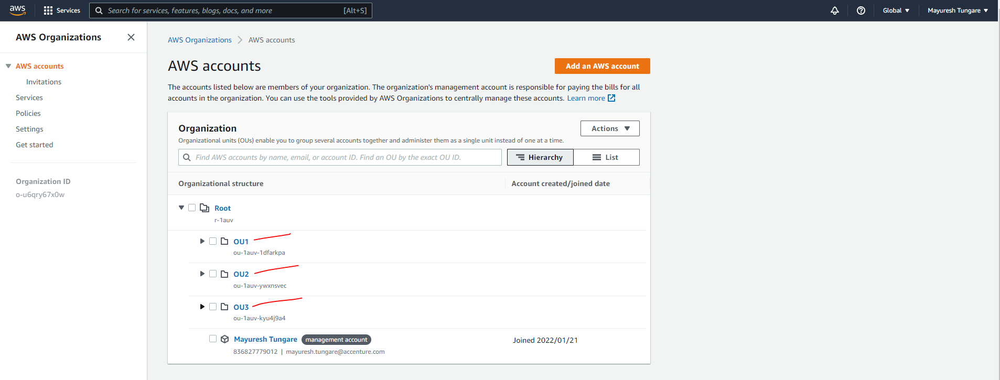 aws
Services
Search for services, features, blogs, docs, and more
[Alt+S]
Global
Mayuresh Tungare
AWS Organizations
AWS accounts
Invitations
Services
Policies
Settings
Get started
Organization ID
o-u6qry67x0w
AWS Organizations
AWS accounts
AWS accounts
Add an AWS account
The accounts listed below are members of your organization. The organization's management account is responsible for paying the bills for all
accounts in the organization. You can use the tools provided by AWS Organizations to centrally manage these accounts. Learn more
Organization
Actions
Organizational units (OUs) enable you to group several accounts together and administer them as a single unit instead of one at a time.
Find AWS accounts by name, email, or account ID. Find an OU by the exact OU ID.
Hierarchy
List
Organizational structure
Account created/joined date
Root
r-1auv
OU1
ou-1auv-1dfarkpa
OU2
ou-1auv-ywxnsvec
OU3
ou-1auv-kyu4j9a4
Mayuresh Tungare management account
Joined 2022/01/21
836827779012 | mayuresh.tungare@accenture.com